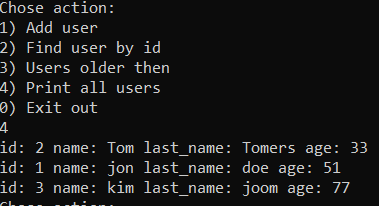 Chose action:
1) Add user
2) Find user by id
3) Users older then
4) Print all users
0) Exit out
4
id: 2 name: Tom last_name: Tomers age: 33
id: 1 name: jon last_name: doe age: 51
id: 3 name: kim last_name: joom age: 77
Chose action: